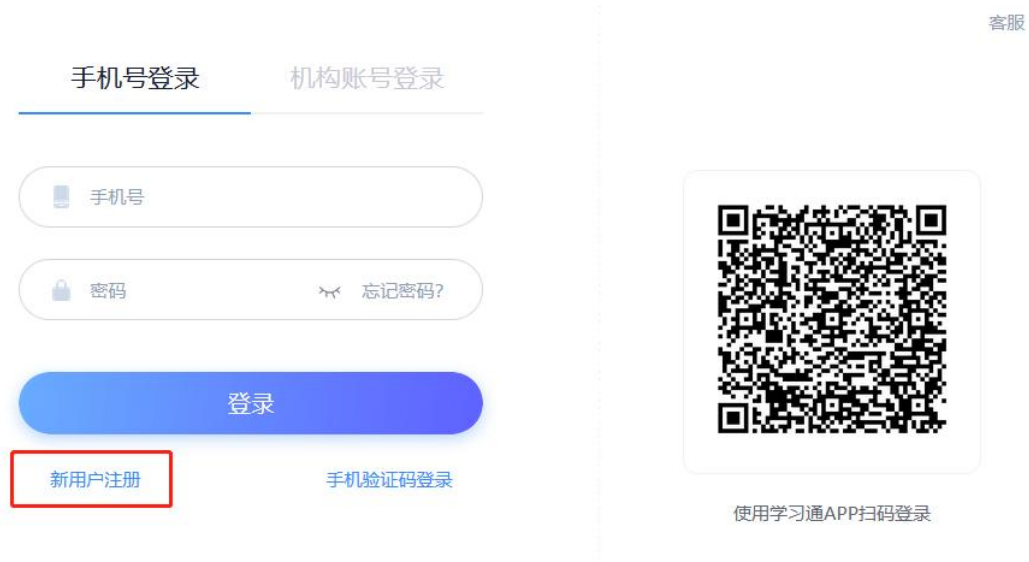 客服
手机号登录 机构账号登录
手机号
密码 忘记密码?
登录
新用户注册 手机验证码登录
使用学习通APP扫码登录